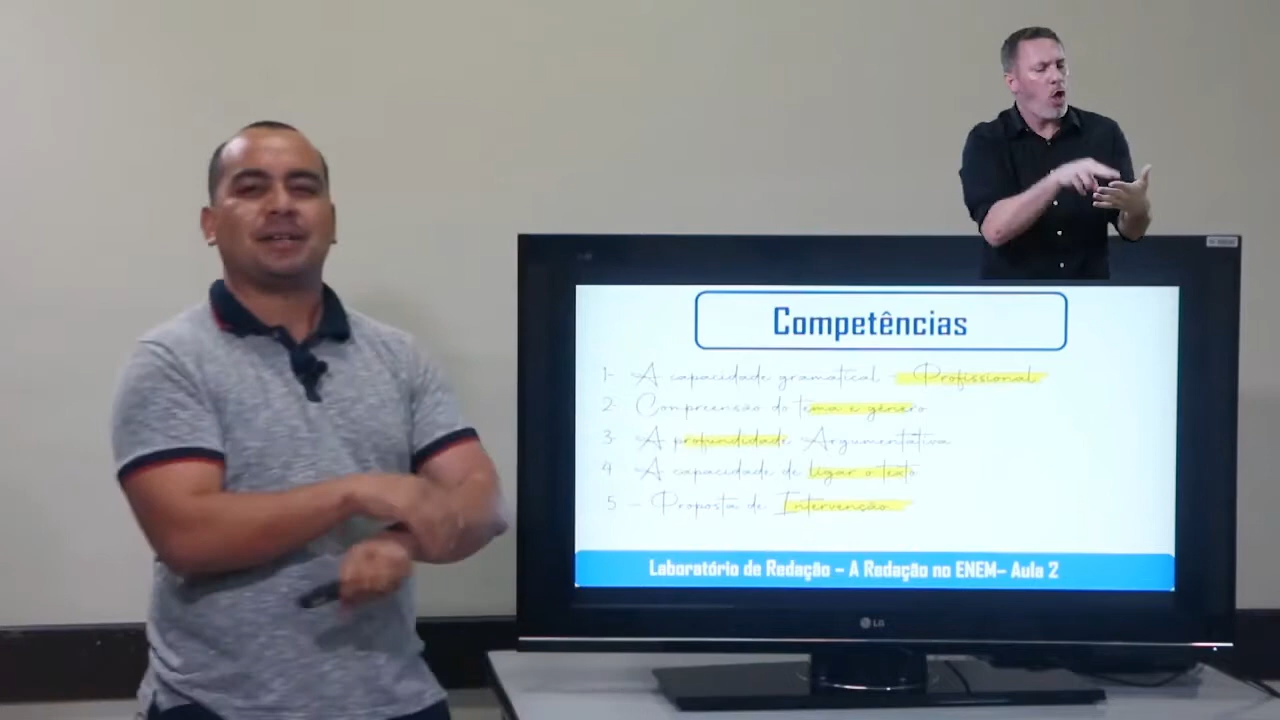 Competências
1- A capacidade gramatical - Profissional
2- Compreensão do tema e gênero
3- A profundidade Argumentativa
4 A capacidade de ligar o texto
5 - Proposta de Intervenção.
Laboratório de Redação - A Redação no ENEM- Aula 2
LG